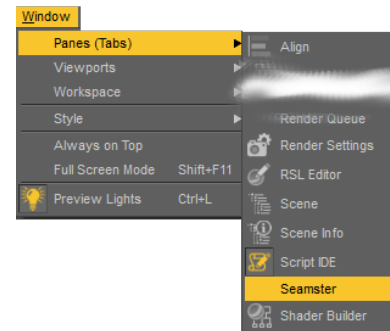 Window
Panes (Tabs)
Viewports
Workspace
Style
Always on Top
Full Screen Mode Shift+F11
Preview Lights Ctrl+L
Align
Render Queue
Render Settings
RSL Editor
Scene
Scene Info
Script IDE
Seamster
Shader Builder